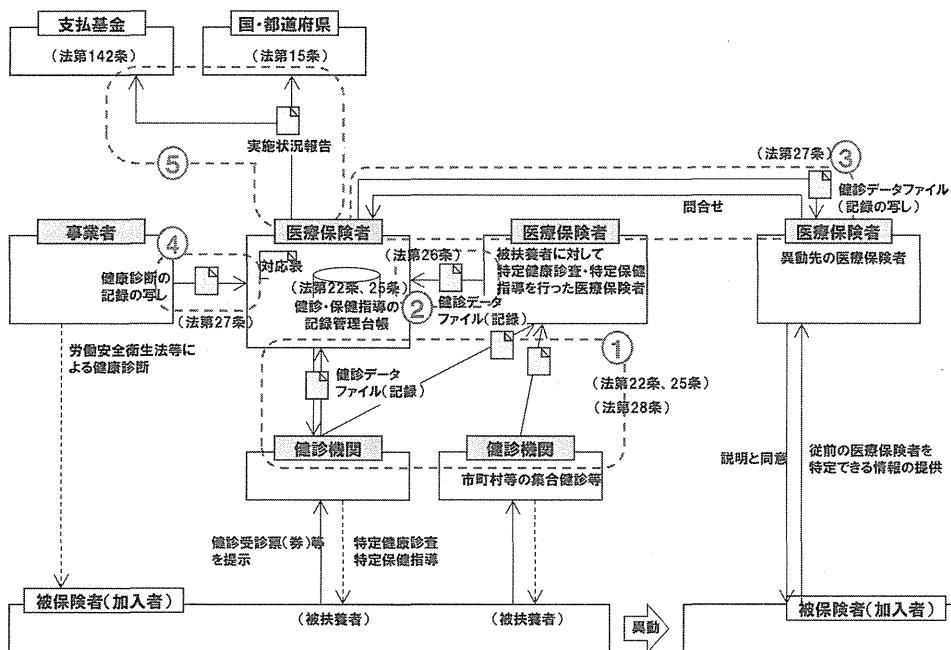 支払基金
(法第142条)
国・都道府県
(法第15条)
実施状況報告
⑤
(法第27条)
③
健診データファイル
(記録の写し)
問合せ
事業者
④
健康診断の
記録の写し
(法第27条)
医療保険者
対応表
(法第22条、25条)
健診・保健指導の
記録管理台帳
(法第26条)
②
健診データ
ファイル(記録)
医療保険者
被扶養者に対して
特定健康診査・特定保健
指導を行った医療保険者
医療保険者
異動先の医療保険者
労働安全衛生法等
による健康診断
健診データ
ファイル(記録)
①
(法第22条、25条)
(法第28条)
健診機関
健診機関
市町村等の集合健診等
説明と同意
従前の医療保険者を
特定できる情報の提供
健診受診票(券)等
を提示
特定健康診査
特定保健指導
被保険者(加入者)
(被扶養者)
(被扶養者)
異動
被保険者(加入者)